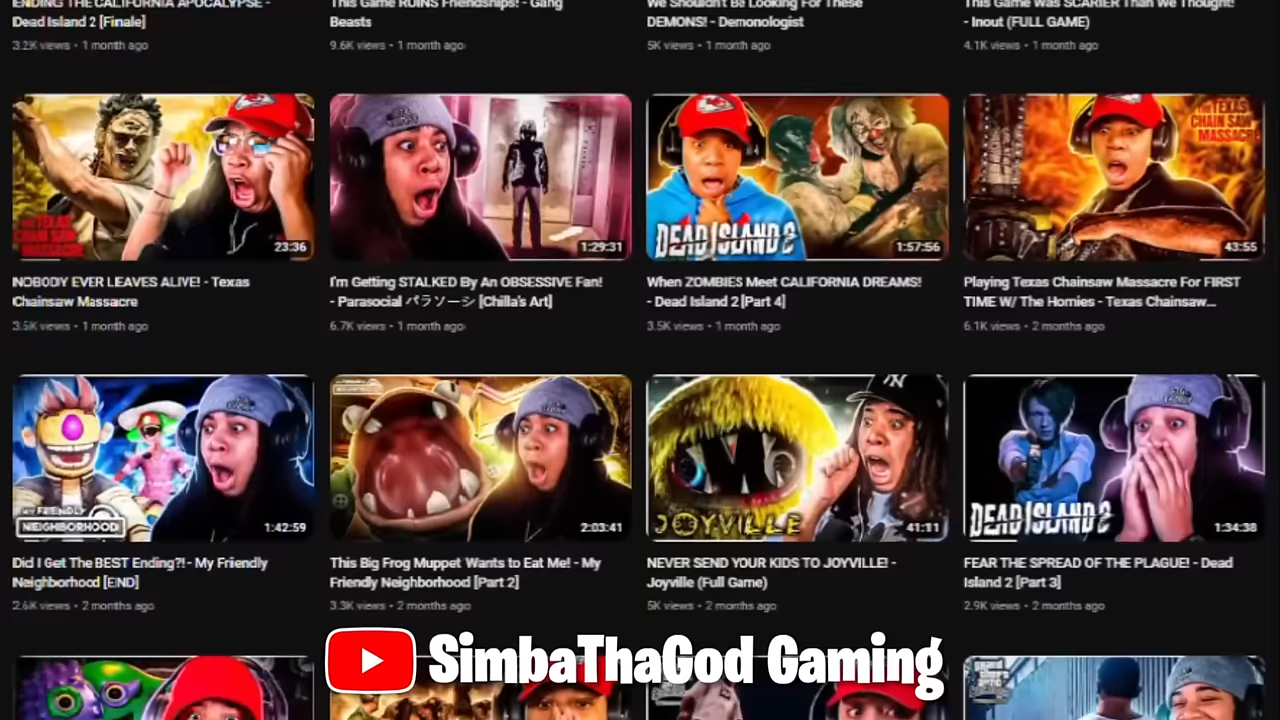 ENDING THE CALIFORNIA APOCALYPSE -
Dead Island 2 [Finale]
3.2K views • 1 month ago
This Game RUINS Friendships! - Gang
Beasts
9.6K views • 1 month ago
We Shouldn't Be Looking For These
DEMONS! - Demonologist
5K views • 1 month ago
This Game Was SCARIER Than We Thought!
- Inout (FULL GAME)
4.1K views • 1 month ago
THE TEXAS
CHAIN SAW
MASSACRE
23:36
1:29:31
DEAD ISLAND 2
1:57:56
THE TEXAS
CHAIN SAW
MASSACRE
43:55
NOBODY EVER LEAVES ALIVE! - Texas
Chainsaw Massacre
3.5K views • 1 month ago
I'm Getting STALKED By An OBSESSIVE Fan!
- Parasocial パラソーシ [Chilla's Art]
6.7K views • 1 month ago
When ZOMBIES Meet CALIFORNIA DREAMS!
- Dead Island 2 [Part 4]
3.5K views • 1 month ago
Playing Texas Chainsaw Massacre For FIRST
TIME W/ The Homies - Texas Chainsaw...
6.1K views • 2 months ago
MY FRIENDLY
NEIGHBORHOOD
1:42:59
2:03:41
JOYVILLE
41:11
DEAD ISLAND 2
1:34:38
Did I Get The BEST Ending?! - My Friendly
Neighborhood [END]
2.6K views • 2 months ago
This Big Frog Muppet Wants to Eat Me! - My
Friendly Neighborhood [Part 2]
3.3K views • 2 months ago
NEVER SEND YOUR KIDS TO JOYVILLE! -
Joyville (Full Game)
5K views • 2 months ago
FEAR THE SPREAD OF THE PLAGUE! - Dead
Island 2 [Part 3]
2.9K views • 2 months ago
SimbaThaGod Gaming
grand
theft
auto